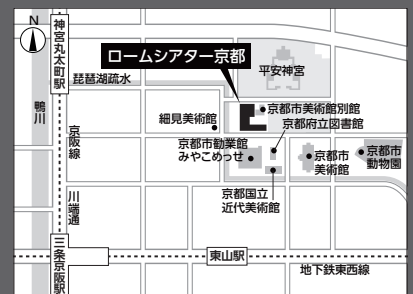 N
神宮丸太町駅
ロームシアター京都
平安神宮
琵琶湖疏水
鴨川
京都市美術館別館
京都府立図書館
細見美術館
京阪線
京都市勧業館
みやこめっせ
京都市
美術館
京都市
動物園
京都国立
近代美術館
川端通
三条京阪駅
東山駅
地下鉄東西線